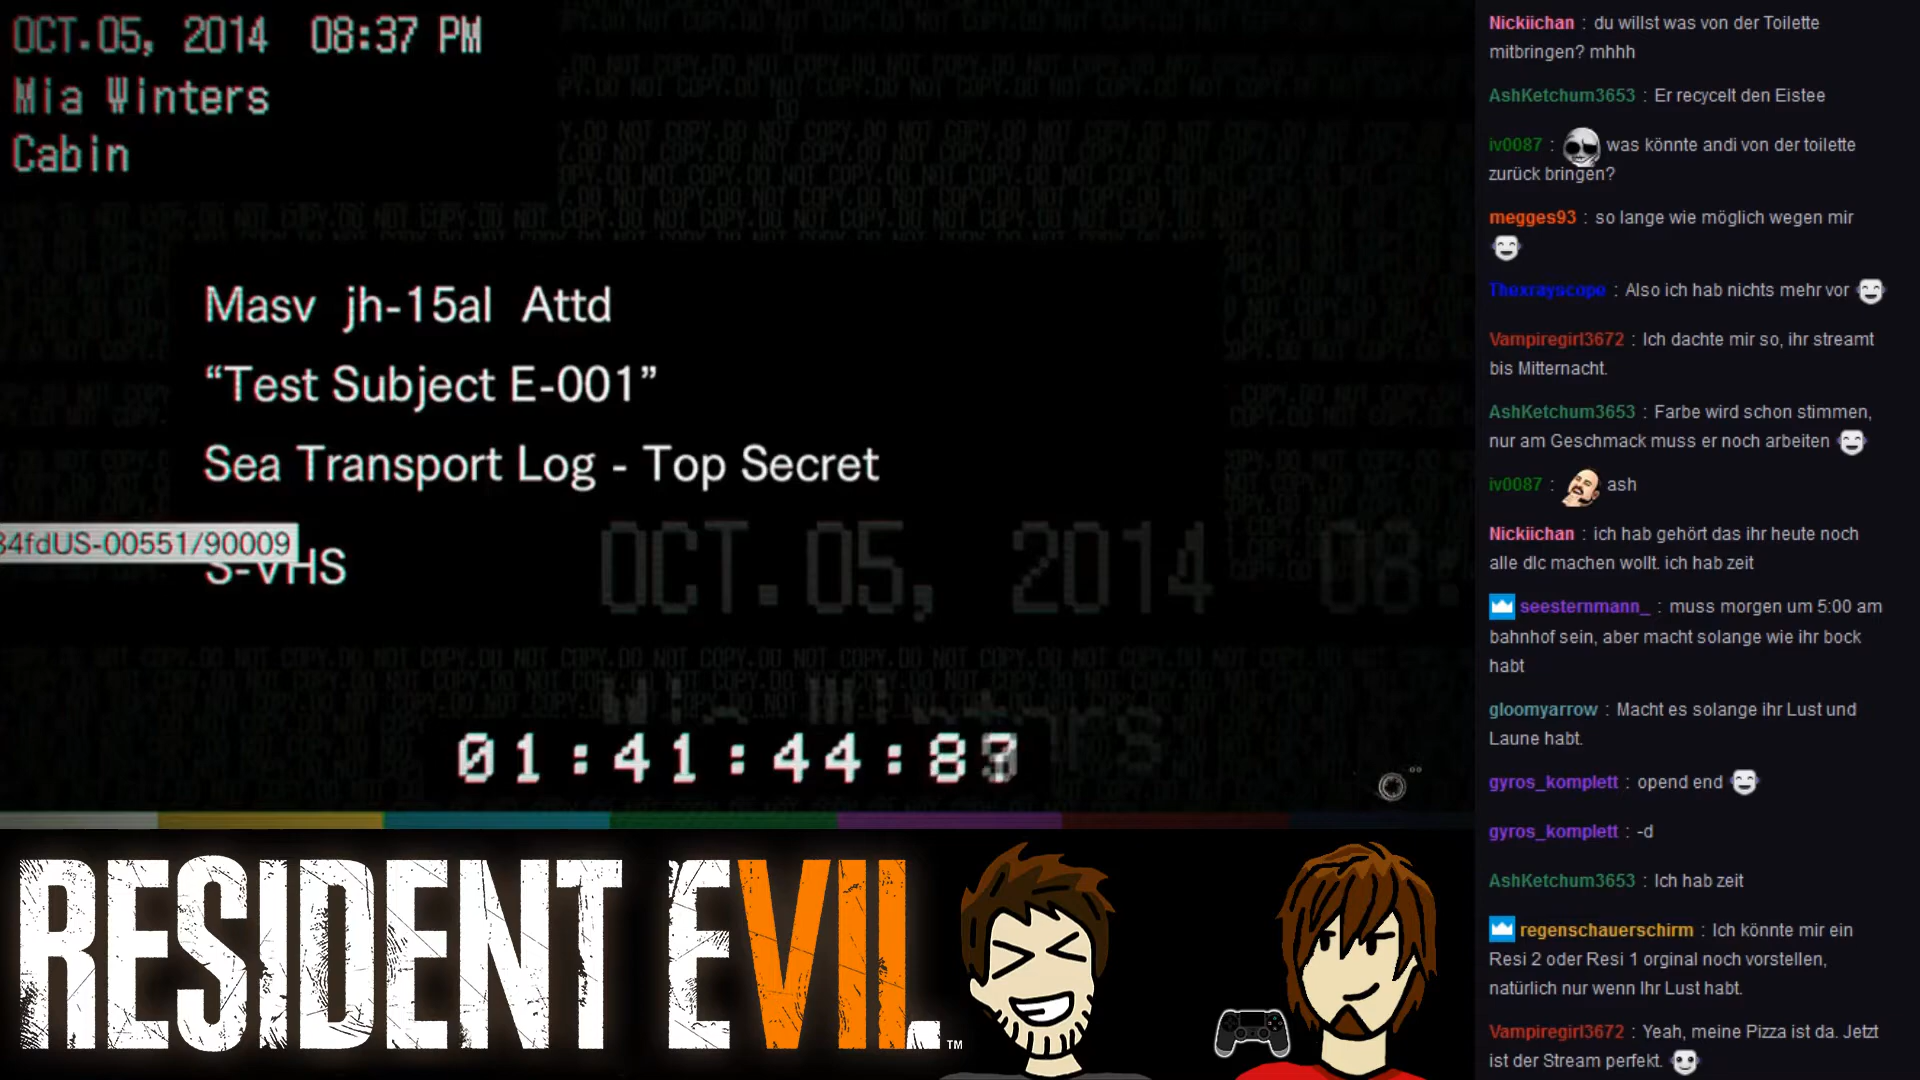 OCT.05, 2014 08:37 PM
Mia Winters
Cabin
Masv jh-15al Attd
“Test Subject E-001”
Sea Transport Log - Top Secret
84fdUS-00551/90009
S-VHS
OCT.05, 2014 08:
01:41:44:8
RESIDENT EVII.™
Nickiichan : du willst was von der Toilette
mitbringen? mhhh
AshKetchum3653 : Er recycelt den Eistee
iv0087 : was könnte andi von der toilette
zurück bringen?
megges93 : so lange wie möglich wegen mir
Thexrayscope : Also ich hab nichts mehr vor
Vampiregirl3672 : Ich dachte mir so, ihr streamt
bis Mitternacht.
AshKetchum3653 : Farbe wird schon stimmen,
nur am Geschmack muss er noch arbeiten
iv0087 : ash
Nickiichan : ich hab gehört das ihr heute noch
alle dlc machen wollt. ich hab zeit
seesternmann_ : muss morgen um 5:00 am
bahnhof sein, aber macht solange wie ihr bock
habt
gloomyarrow : Macht es solange ihr Lust und
Laune habt.
gyros_komplett : opend end
gyros_komplett : -d
AshKetchum3653 : Ich hab zeit
regenschauerschirm : Ich könnte mir ein
Resi 2 oder Resi 1 orginal noch vorstellen,
natürlich nur wenn Ihr Lust habt.
Vampiregirl3672 : Yeah, meine Pizza ist da. Jetzt
ist der Stream perfekt.